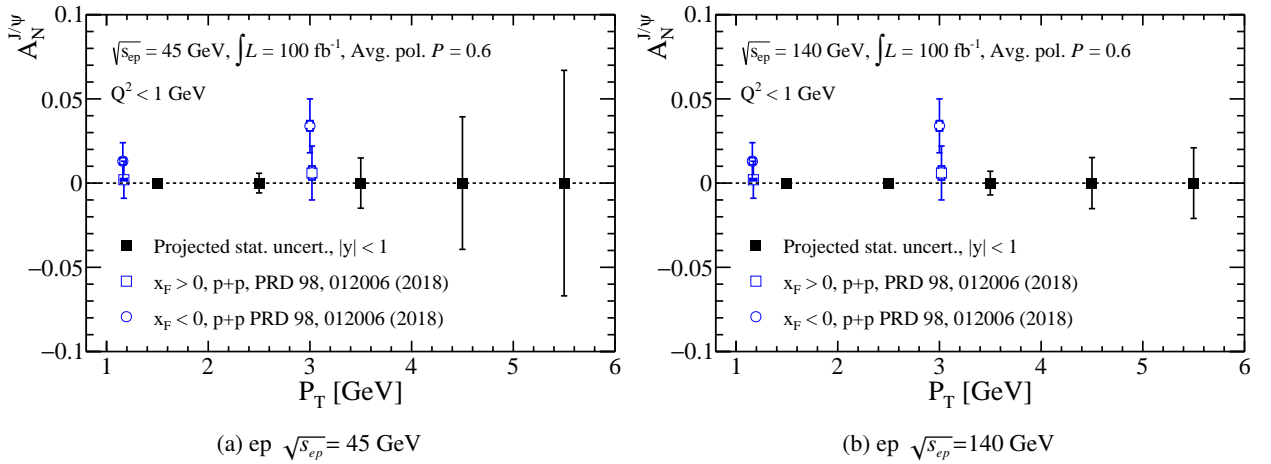 A_N^{J/ψ}
√s_ep = 45 GeV, ∫L = 100 fb⁻¹, Avg. pol. P = 0.6
Q² < 1 GeV
0.1
0.05
0
−0.05
−0.1
Projected stat. uncert., |y| < 1
x_F > 0, p+p, PRD 98, 012006 (2018)
x_F < 0, p+p PRD 98, 012006 (2018)
1 2 3 4 5 6
P_T [GeV]
(a) ep √s_ep = 45 GeV
A_N^{J/ψ}
√s_ep = 140 GeV, ∫L = 100 fb⁻¹, Avg. pol. P = 0.6
Q² < 1 GeV
0.1
0.05
0
−0.05
−0.1
Projected stat. uncert., |y| < 1
x_F > 0, p+p, PRD 98, 012006 (2018)
x_F < 0, p+p PRD 98, 012006 (2018)
1 2 3 4 5 6
P_T [GeV]
(b) ep √s_ep =140 GeV